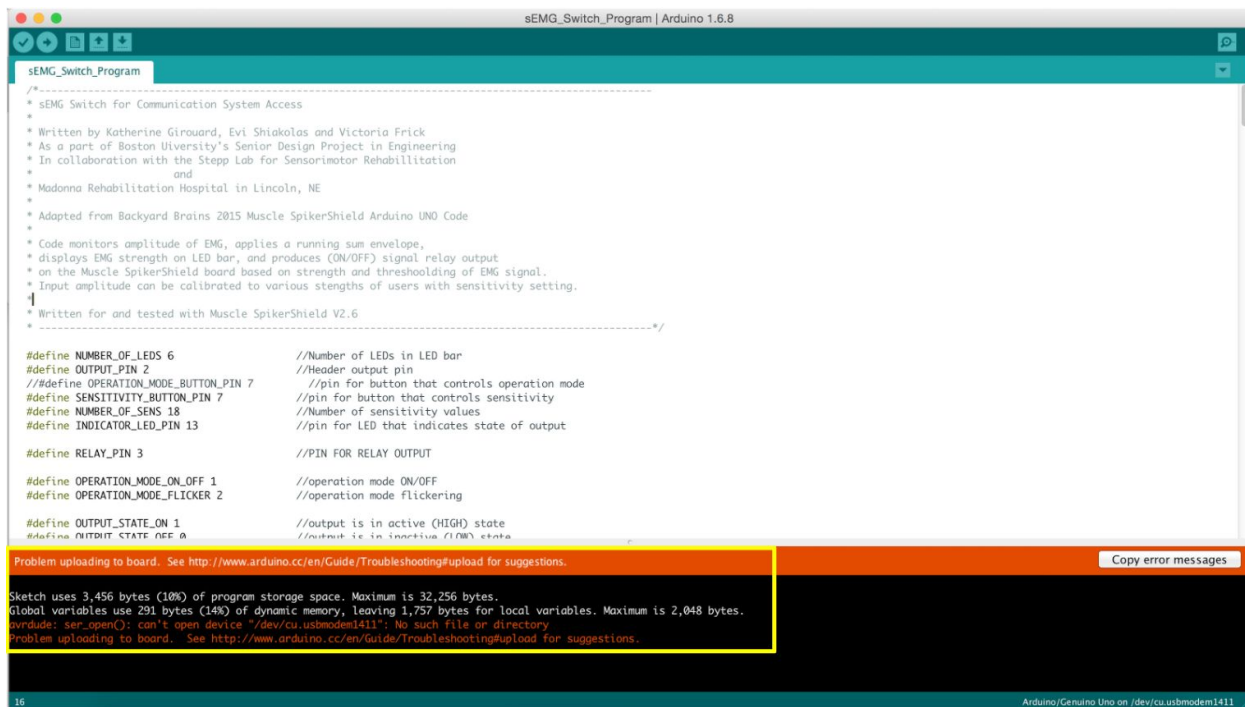 sEMG_Switch_Program | Arduino 1.6.8
sEMG_Switch_Program
/*--------------------------------------------------------------------------------------------------
* sEMG Switch for Communication System Access
*
* Written by Katherine Girouard, Evi Shiakolas and Victoria Frick
* As a part of Boston Uiversity's Senior Design Project in Engineering
* In collaboration with the Stepp Lab for Sensorimotor Rehabillitation
* and
* Madonna Rehabilitation Hospital in Lincoln, NE
*
* Adapted from Backyard Brains 2015 Muscle SpikerShield Arduino UNO Code
*
* Code monitors amplitude of EMG, applies a running sum envelope,
* displays EMG strength on LED bar, and produces (ON/OFF) signal relay output
* on the Muscle SpikerShield board based on strength and threshoolding of EMG signal.
* Input amplitude can be calibrated to various stengths of users with sensitivity setting.
*
* Written for and tested with Muscle SpikerShield V2.6
* --------------------------------------------------------------------------------------------------*/
#define NUMBER_OF_LEDS 6 //Number of LEDs in LED bar
#define OUTPUT_PIN 2 //Header output pin
//#define OPERATION_MODE_BUTTON_PIN 7 //pin for button that controls operation mode
#define SENSITIVITY_BUTTON_PIN 7 //pin for button that controls sensitivity
#define NUMBER_OF_SENS 18 //Number of sensitivity values
#define INDICATOR_LED_PIN 13 //pin for LED that indicates state of output
#define RELAY_PIN 3 //PIN FOR RELAY OUTPUT
#define OPERATION_MODE_ON_OFF 1 //operation mode ON/OFF
#define OPERATION_MODE_FLICKER 2 //operation mode flickering
#define OUTPUT_STATE_ON 1 //output is in active (HIGH) state
#define OUTPUT_STATE_OFF 0 //output is in inactive (LOW) state
Problem uploading to board. See http://www.arduino.cc/en/Guide/Troubleshooting#upload for suggestions.
Copy error messages
Sketch uses 3,456 bytes (10%) of program storage space. Maximum is 32,256 bytes.
Global variables use 291 bytes (14%) of dynamic memory, leaving 1,757 bytes for local variables. Maximum is 2,048 bytes.
avrdude: ser_open(): can't open device "/dev/cu.usbmodem1411": No such file or directory
Problem uploading to board. See http://www.arduino.cc/en/Guide/Troubleshooting#upload for suggestions.
16
Arduino/Genuino Uno on /dev/cu.usbmodem1411